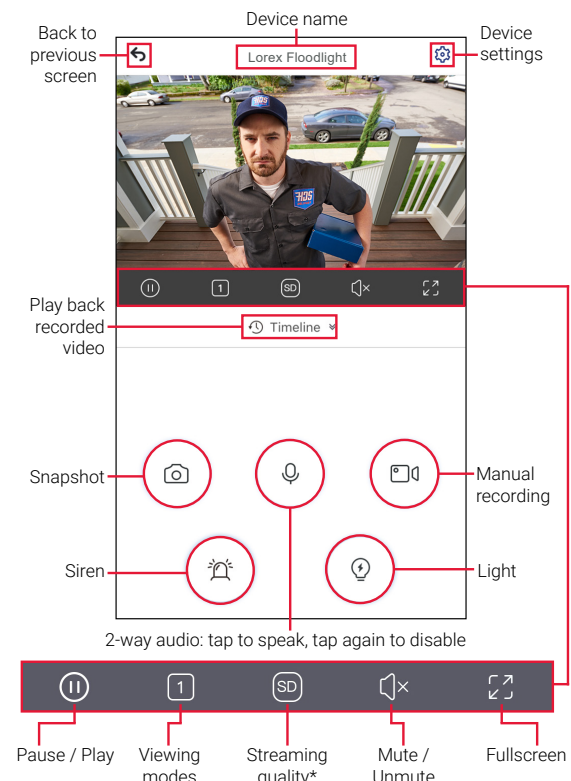 Device name
Back to
previous
screen
Device
settings
Lorex Floodlight
HDS
HDS
1
SD
Play back
recorded
video
Timeline
Snapshot
Manual
recording
Siren
Light
2-way audio: tap to speak, tap again to disable
1
SD
Pause / Play
Viewing
modes
Streaming
quality*
Mute /
Unmute
Fullscreen